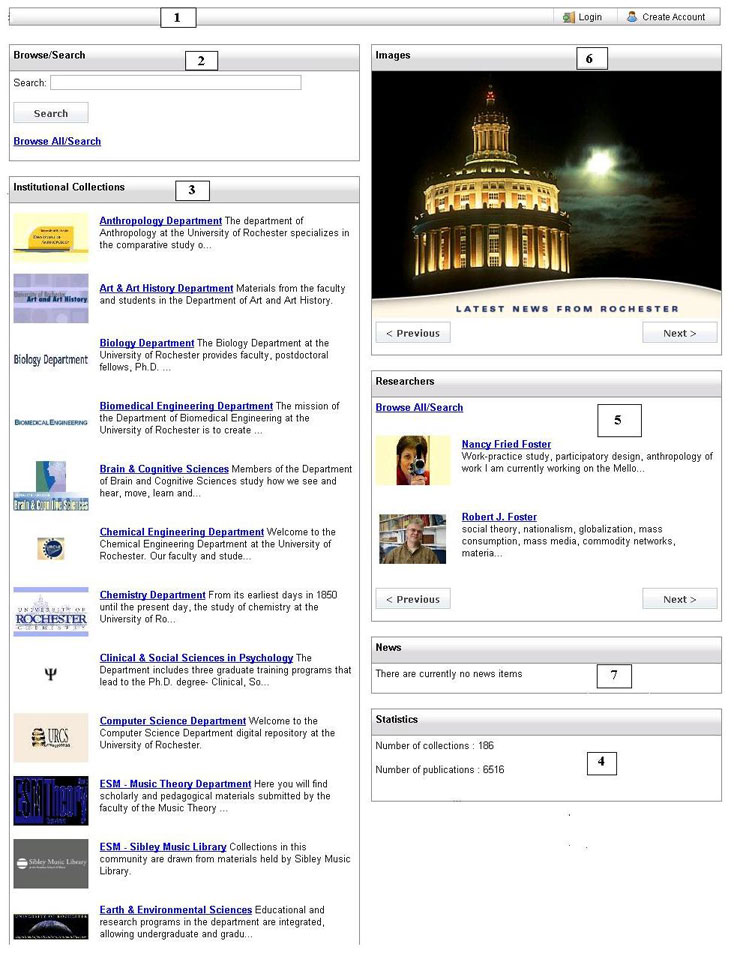 1
Login
Create Account
Browse/Search
2
Search:
Search
Browse All/Search
Institutional Collections
3
Anthropology Department The department of
Anthropology at the University of Rochester specializes in
the comparative study o...
University of Rochester
Art and Art History
Art & Art History Department Materials from the faculty
and students in the Department of Art and Art History.
Biology Department
Biology Department The Biology Department at the
University of Rochester provides faculty, postdoctoral
fellows, Ph.D. ...
BIOMEDICAL ENGINEERING
Biomedical Engineering Department The mission of
the Department of Biomedical Engineering at the
University of Rochester is to create ...
Brain & Cognitive Sciences
Brain & Cognitive Sciences Members of the Department
of Brain and Cognitive Sciences study how we see and
hear, move, learn and...
Chemical Engineering Department Welcome to the
Chemical Engineering Department at the University of
Rochester. Our faculty and stude...
UNIVERSITY OF
ROCHESTER
CHEMISTRY
Chemistry Department From its earliest days in 1850
until the present day, the study of chemistry at the
University of Ro...
Ψ
Clinical & Social Sciences in Psychology The
Department includes three graduate training programs that
lead to the Ph.D. degree- Clinical, So...
URCS
Computer Science Department Welcome to the
Computer Science Department digital repository at the
University of Rochester.
ESM Theory
ESM - Music Theory Department Here you will find
scholarly and pedagogical materials submitted by the
faculty of the Music Theory ...
Sibley Music Library
ESM - Sibley Music Library Collections in this
community are drawn from materials held by Sibley Music
Library.
UNIVERSITY OF ROCHESTER
Earth & Environmental Sciences Educational and
research programs in the department are integrated,
allowing undergraduate and gradu...
Images
6
LATEST NEWS FROM ROCHESTER
< Previous
Next >
Researchers
Browse All/Search
5
Nancy Fried Foster
Work-practice study, participatory design, anthropology of
work I am currently working on the Mello...
Robert J. Foster
social theory, nationalism, globalization, mass
consumption, mass media, commodity networks,
materia...
< Previous
Next >
News
There are currently no news items
7
Statistics
Number of collections : 186
4
Number of publications : 6516